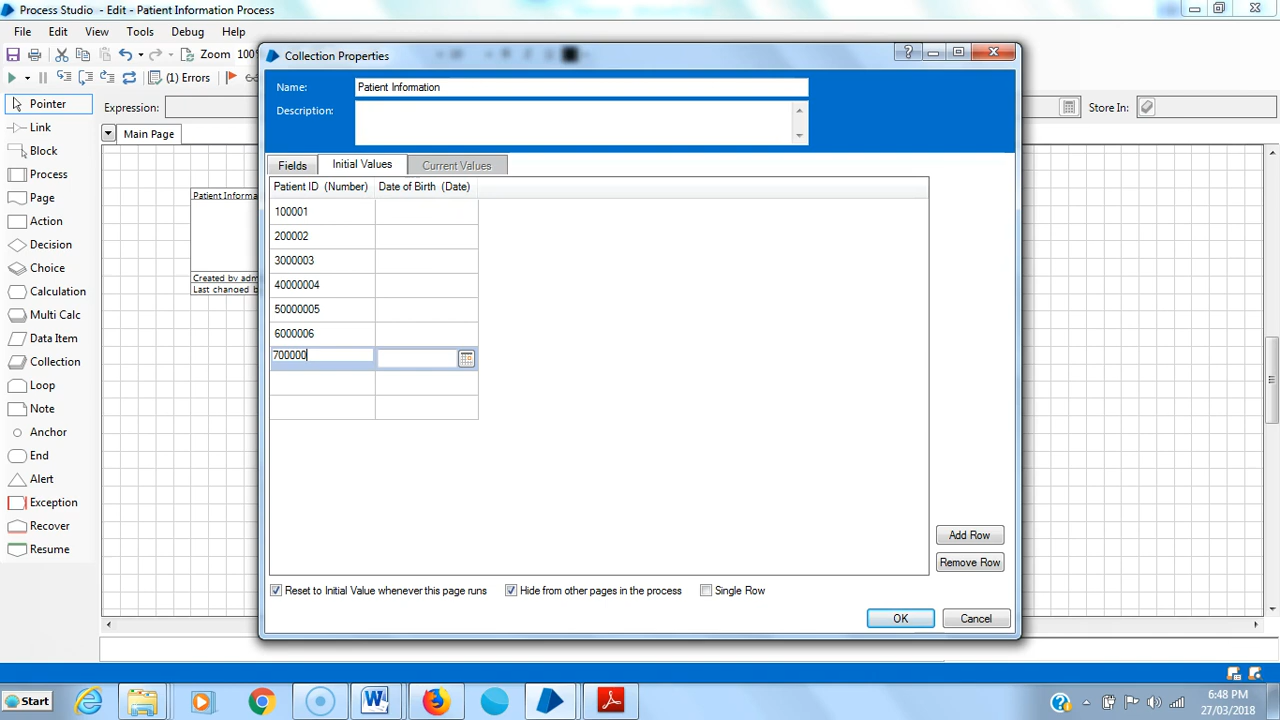 Process Studio - Edit - Patient Information Process
File Edit View Tools Debug Help
Zoom 100%
(1) Errors
Expression:
Store In:
Main Page
Pointer
Link
Block
Process
Page
Action
Decision
Choice
Calculation
Multi Calc
Data Item
Collection
Loop
Note
Anchor
End
Alert
Exception
Recover
Resume
Patient Informa
Created by adm
Last changed b
Collection Properties
?
Name: Patient Information
Description:
Fields Initial Values Current Values
Patient ID (Number) Date of Birth (Date)
100001
200002
3000003
40000004
50000005
6000006
700000
Add Row
Remove Row
Reset to Initial Value whenever this page runs Hide from other pages in the process Single Row
OK Cancel
Start
6:48 PM
27/03/2018